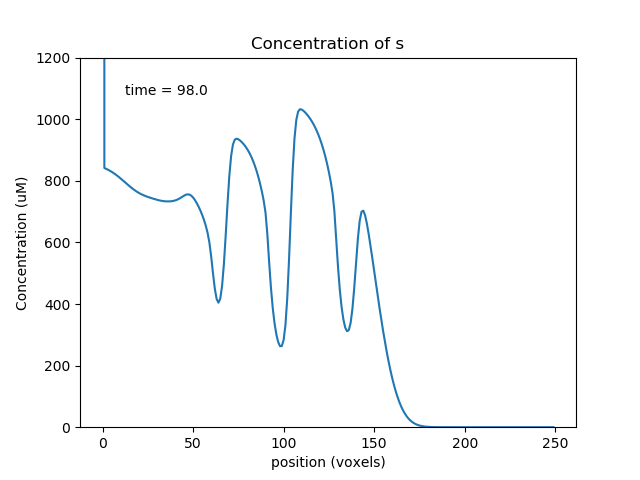 Concentration of s
time = 98.0
Concentration (uM)
1200
1000
800
600
400
200
0
0 50 100 150 200 250
position (voxels)